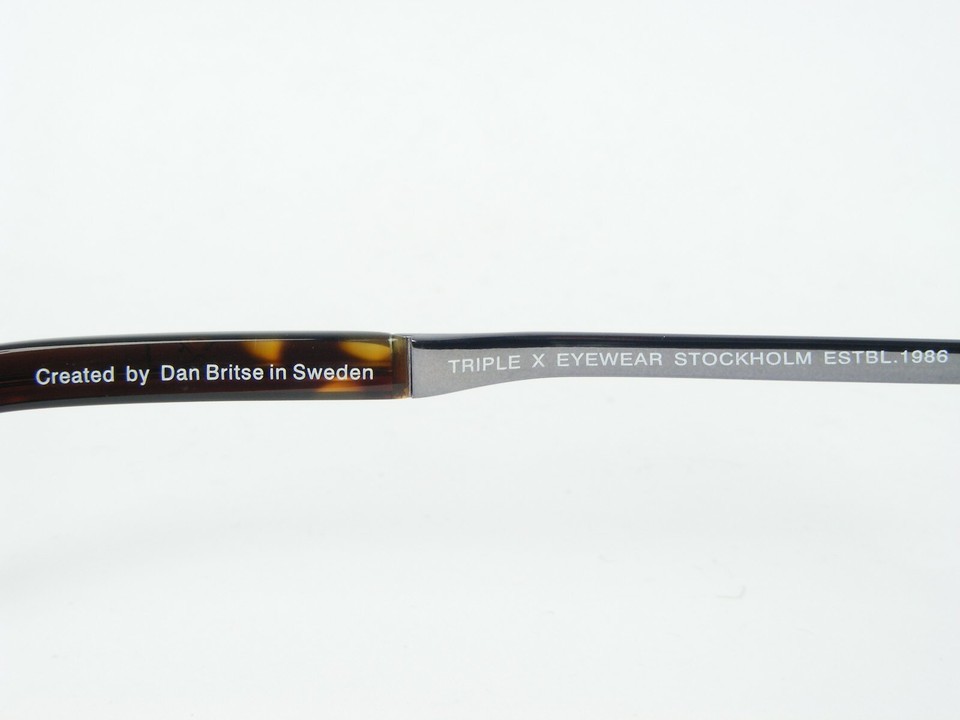 Created by Dan Britse in Sweden
TRIPLE X EYEWEAR STOCKHOLM ESTBL.1986